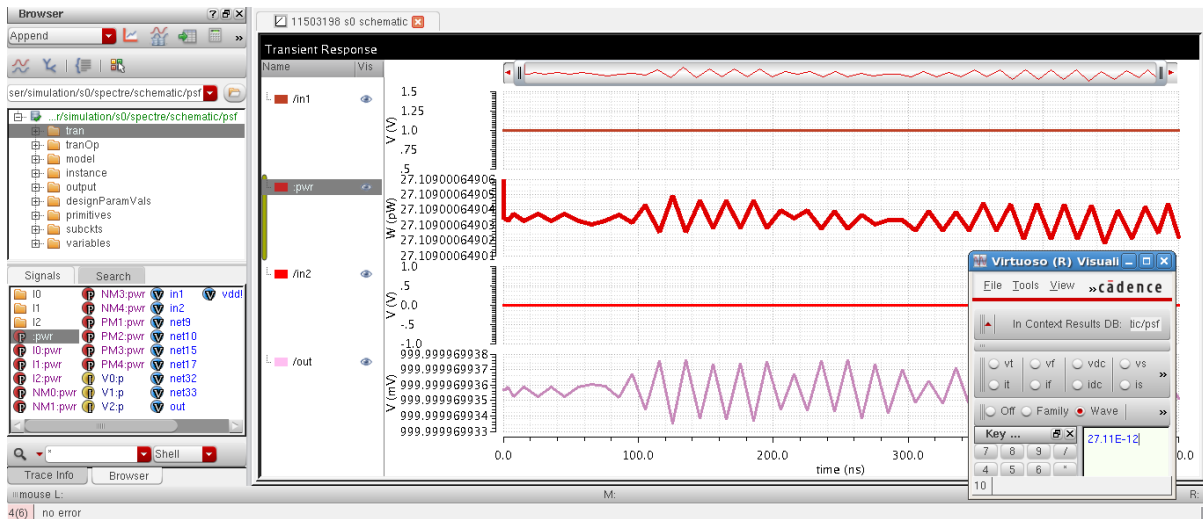 Browser
Append
»
ser/simulation/s0/spectre/schematic/psf
...r/simulation/s0/spectre/schematic/psf
tran
tranOp
model
instance
output
designParamVals
primitives
subckts
variables
Signals Search
I0 NM3:pwr in1 vdd!
I1 NM4:pwr in2
I2 PM1:pwr net9
:pwr PM2:pwr net10
I0:pwr PM3:pwr net15
I1:pwr PM4:pwr net17
I2:pwr V0:p net32
NM0:pwr V1:p net33
NM1:pwr V2:p out
* Shell
Trace Info Browser
mouse L: M: R:
4(6) no error
11503198 s0 schematic
Transient Response
Name Vis
/in1
1.5
1.25
1.0
.75
.5
V (V)
:pwr
27.10900064906
27.10900064905
27.10900064904
27.10900064903
27.10900064902
27.10900064901
W (pW)
/in2
1.0
.5
0.0
-.5
-1.0
V (V)
/out
999.999969938
999.999969937
999.999969936
999.999969935
999.999969934
999.999969933
V (mV)
0.0 100.0 200.0 300.0 0.0
time (ns)
Virtuoso (R) Visuali
File Tools View » cādence
In Context Results DB: tic/psf
vt vf vdc vs »
it if idc is
Off Family Wave »
Key ...
7 8 9 /
4 5 6 *
27.11E-12
10